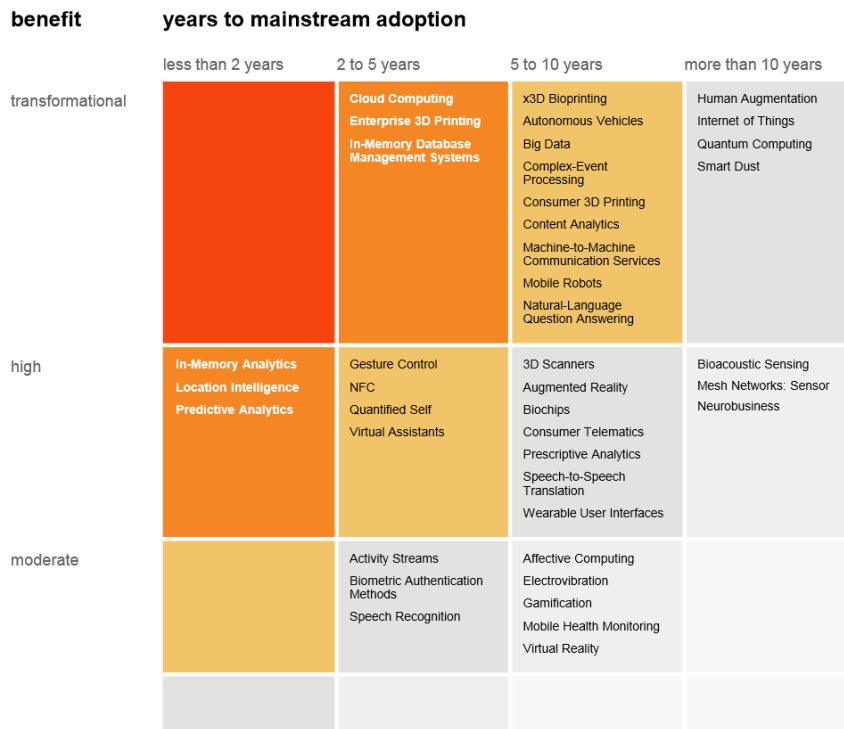 benefit
years to mainstream adoption
less than 2 years
2 to 5 years
5 to 10 years
more than 10 years
transformational
Cloud Computing
Enterprise 3D Printing
In-Memory Database
Management Systems
x3D Bioprinting
Autonomous Vehicles
Big Data
Complex-Event
Processing
Consumer 3D Printing
Content Analytics
Machine-to-Machine
Communication Services
Mobile Robots
Natural-Language
Question Answering
Human Augmentation
Internet of Things
Quantum Computing
Smart Dust
high
In-Memory Analytics
Location Intelligence
Predictive Analytics
Gesture Control
NFC
Quantified Self
Virtual Assistants
3D Scanners
Augmented Reality
Biochips
Consumer Telematics
Prescriptive Analytics
Speech-to-Speech
Translation
Wearable User Interfaces
Bioacoustic Sensing
Mesh Networks: Sensor
Neurobusiness
moderate
Activity Streams
Biometric Authentication
Methods
Speech Recognition
Affective Computing
Electrovibration
Gamification
Mobile Health Monitoring
Virtual Reality